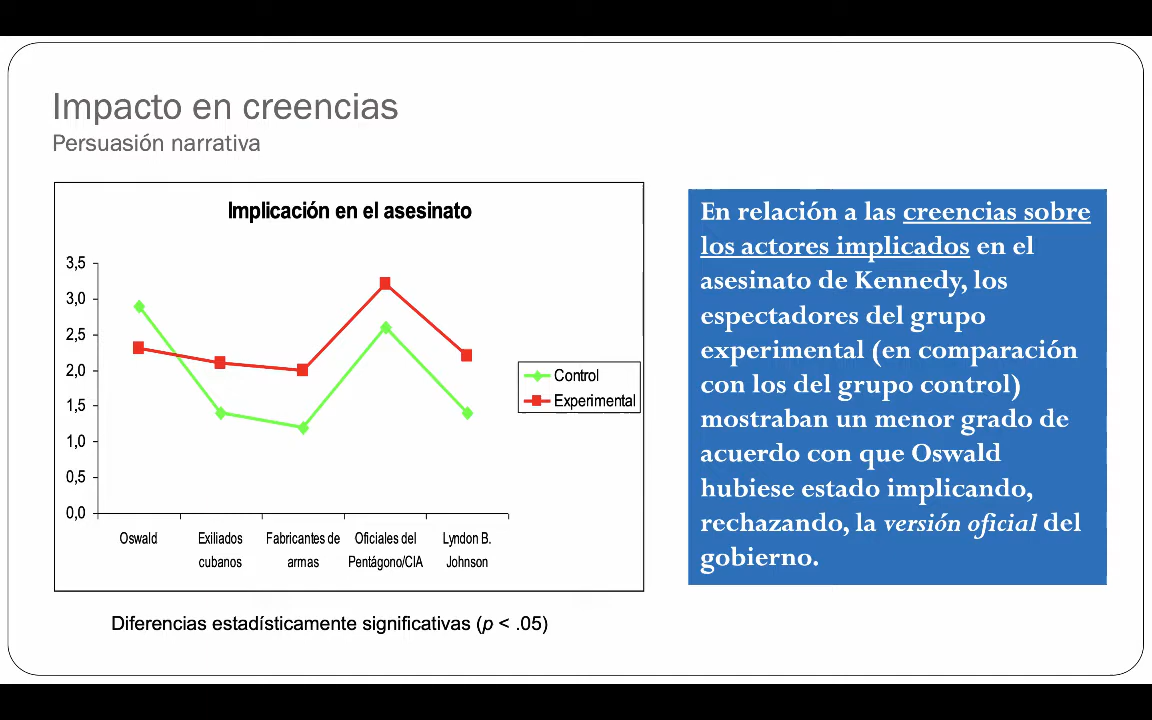 Impacto en creencias
Persuasión narrativa
Implicación en el asesinato
3,5
3,0
2,5
2,0
1,5
1,0
0,5
0,0
Oswald
Exiliados
cubanos
Fabricantes de
armas
Oficiales del
Pentágono/CIA
Lyndon B.
Johnson
Control
Experimental
Diferencias estadísticamente significativas (p < .05)
En relación a las creencias sobre
los actores implicados en el
asesinato de Kennedy, los
espectadores del grupo
experimental (en comparación
con los del grupo control)
mostraban un menor grado de
acuerdo con que Oswald
hubiese estado implicando,
rechazando, la versión oficial del
gobierno.